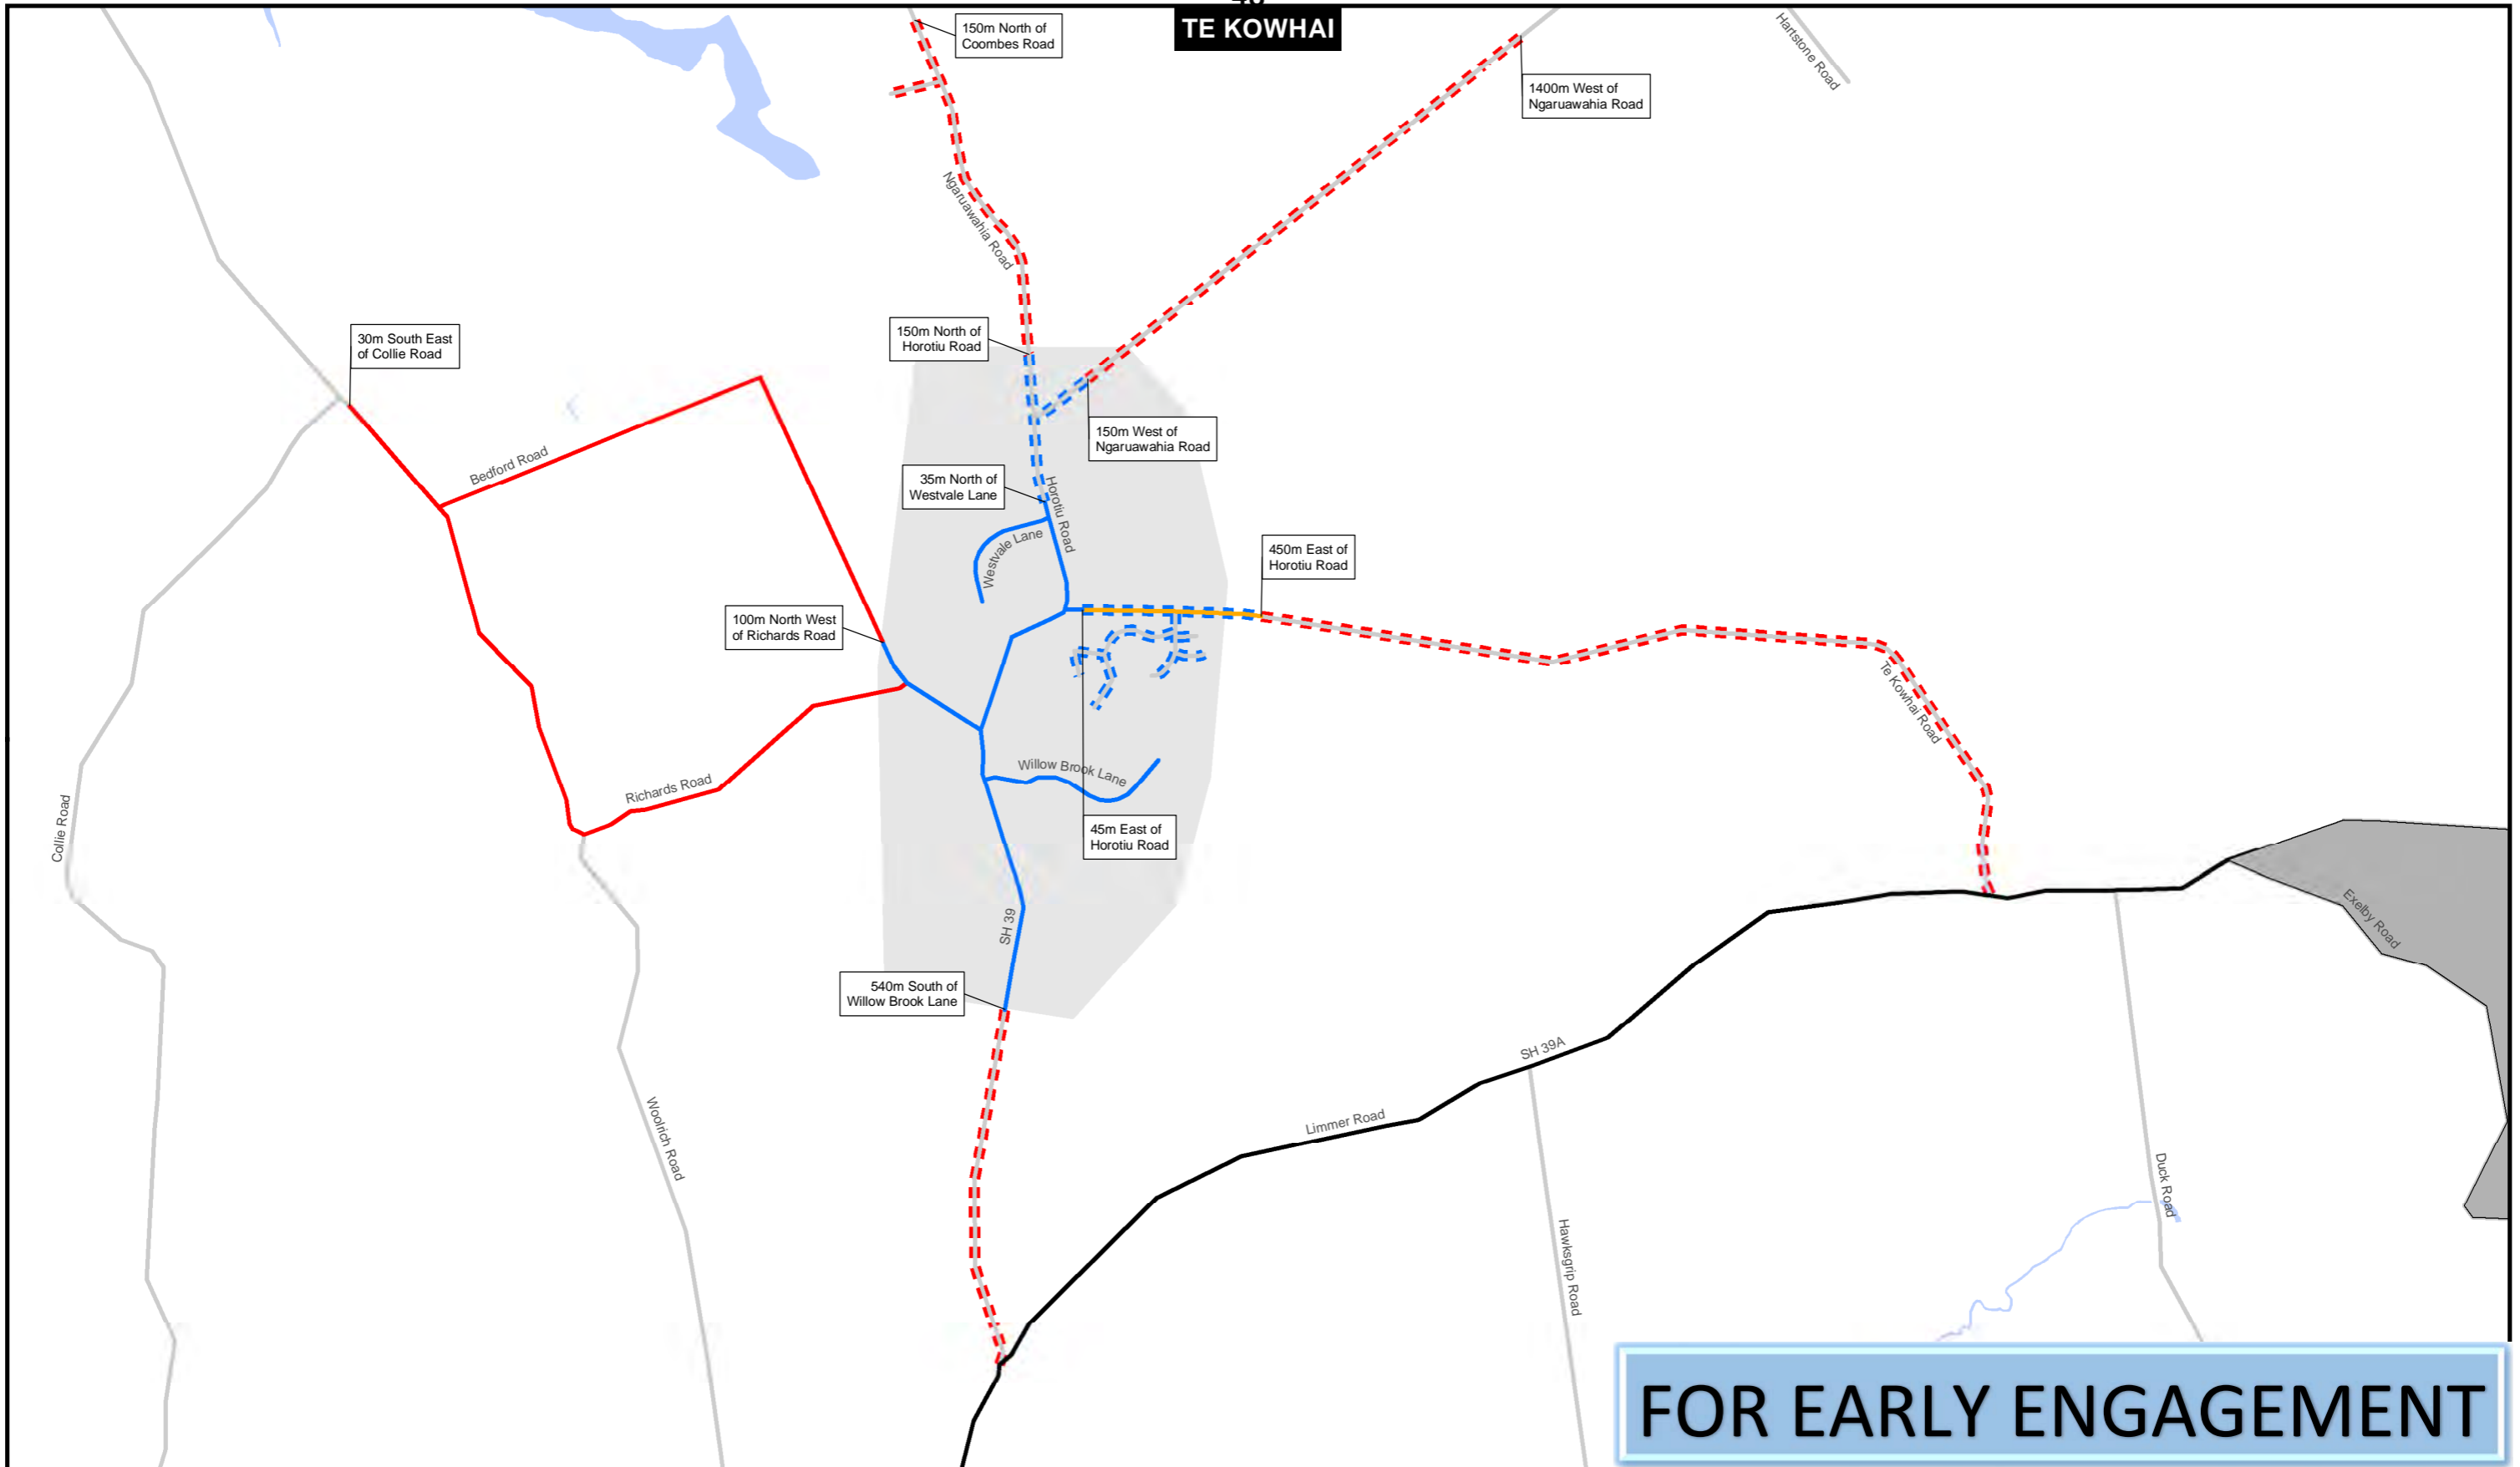 TE KOWHAI
150m North of
Coombes Road
Hartstone Road
1400m West of
Ngaruawahia Road
Ngaruawahia Road
150m North of
Horotiu Road
30m South East
of Collie Road
150m West of
Ngaruawahia Road
Bedford Road
35m North of
Westvale Lane
Horotiu Road
Westvale Lane
450m East of
Horotiu Road
100m North West
of Richards Road
Te Kowhai Road
Willow Brook Lane
Richards Road
Collie Road
45m East of
Horotiu Road
Exelby Road
SH 39
540m South of
Willow Brook Lane
SH 39A
Limmer Road
Woolrich Road
Duck Road
Hawksgrip Road
FOR EARLY ENGAGEMENT